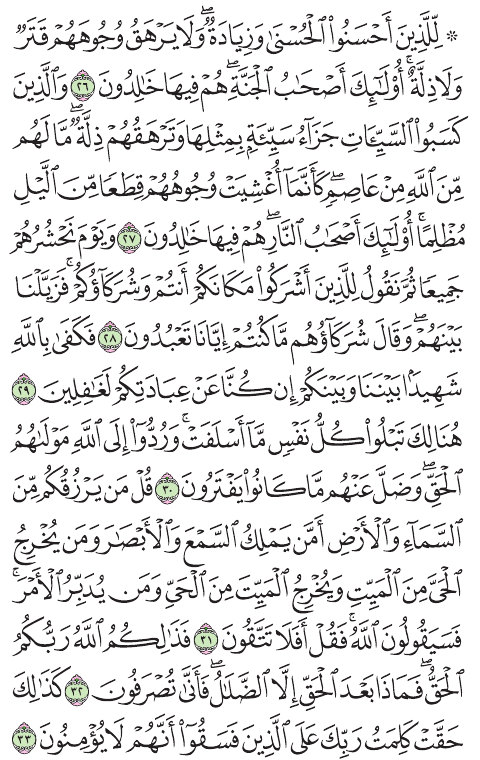 ۞ لِّلَّذِينَ أَحْسَنُوا۟ ٱلْحُسْنَىٰ وَزِيَادَةٌ ۖ وَلَا يَرْهَقُ وُجُوهَهُمْ قَتَرٌ
وَلَا ذِلَّةٌ ۚ أُو۟لَـٰٓئِكَ أَصْحَـٰبُ ٱلْجَنَّةِ ۖ هُمْ فِيهَا خَـٰلِدُونَ ٢٦ وَٱلَّذِينَ
كَسَبُوا۟ ٱلسَّيِّـَٔاتِ جَزَآءُ سَيِّئَةٍۭ بِمِثْلِهَا وَتَرْهَقُهُمْ ذِلَّةٌ ۖ مَّا لَهُم
مِّنَ ٱللَّهِ مِنْ عَاصِمٍ ۖ كَأَنَّمَآ أُغْشِيَتْ وُجُوهُهُمْ قِطَعًا مِّنَ ٱلَّيْلِ
مُظْلِمًا ۚ أُو۟لَـٰٓئِكَ أَصْحَـٰبُ ٱلنَّارِ ۖ هُمْ فِيهَا خَـٰلِدُونَ ٢٧ وَيَوْمَ نَحْشُرُهُمْ
جَمِيعًا ثُمَّ نَقُولُ لِلَّذِينَ أَشْرَكُوا۟ مَكَانَكُمْ أَنتُمْ وَشُرَكَآؤُكُمْ ۚ فَزَيَّلْنَا
بَيْنَهُمْ ۖ وَقَالَ شُرَكَآؤُهُم مَّا كُنتُمْ إِيَّانَا تَعْبُدُونَ ٢٨ فَكَفَىٰ بِٱللَّهِ
شَهِيدًۢا بَيْنَنَا وَبَيْنَكُمْ إِن كُنَّا عَنْ عِبَادَتِكُمْ لَغَـٰفِلِينَ ٢٩
هُنَالِكَ تَبْلُوا۟ كُلُّ نَفْسٍ مَّآ أَسْلَفَتْ ۚ وَرُدُّوٓا۟ إِلَى ٱللَّهِ مَوْلَىٰهُمُ
ٱلْحَقِّ ۖ وَضَلَّ عَنْهُم مَّا كَانُوا۟ يَفْتَرُونَ ٣٠ قُلْ مَن يَرْزُقُكُم مِّنَ
ٱلسَّمَآءِ وَٱلْأَرْضِ أَمَّن يَمْلِكُ ٱلسَّمْعَ وَٱلْأَبْصَـٰرَ وَمَن يُخْرِجُ
ٱلْحَىَّ مِنَ ٱلْمَيِّتِ وَيُخْرِجُ ٱلْمَيِّتَ مِنَ ٱلْحَىِّ وَمَن يُدَبِّرُ ٱلْأَمْرَ ۚ
فَسَيَقُولُونَ ٱللَّهُ ۚ فَقُلْ أَفَلَا تَتَّقُونَ ٣١ فَذَٰلِكُمُ ٱللَّهُ رَبُّكُمُ
ٱلْحَقُّ ۖ فَمَاذَا بَعْدَ ٱلْحَقِّ إِلَّا ٱلضَّلَـٰلُ ۖ فَأَنَّىٰ تُصْرَفُونَ ٣٢ كَذَٰلِكَ
حَقَّتْ كَلِمَتُ رَبِّكَ عَلَى ٱلَّذِينَ فَسَقُوٓا۟ أَنَّهُمْ لَا يُؤْمِنُونَ ٣٣